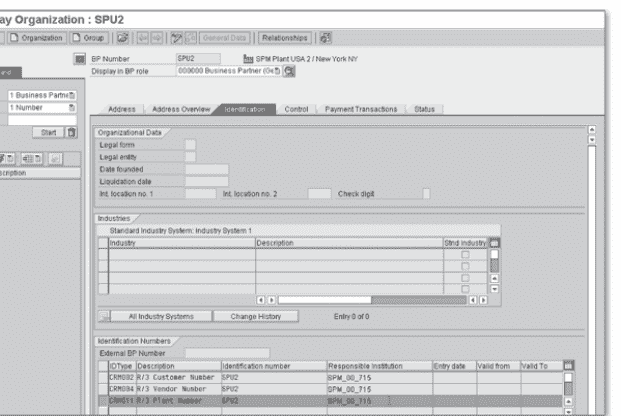 ay Organization : SPU2
Organization Group General Data Relationships
BP Number SPU2 SPM Plant USA 2 / New York NY
Display in BP role 000000 Business Partner (Ge
1 Business Partne
1 Number
Start
scription
Address Address Overview Identification Control Payment Transactions Status
Organizational Data
Legal form
Legal entity
Date founded
Liquidation date
Int. location no. 1 Int. location no. 2 Check digit
Industries
Standard Industry System: Industry System 1
Industry Description Stnd industry
All Industry Systems Change History Entry 0 of 0
Identification Numbers
External BP Number
IDType Description Identification number Responsible Institution Entry date Valid from Valid To
CRM002 R/3 Customer Number SPU2 SPM_00_715
CRM004 R/3 Vendor Number SPU2 SPM_00_715
CRM011 R/3 Plant Number SPU2 SPM_00_715